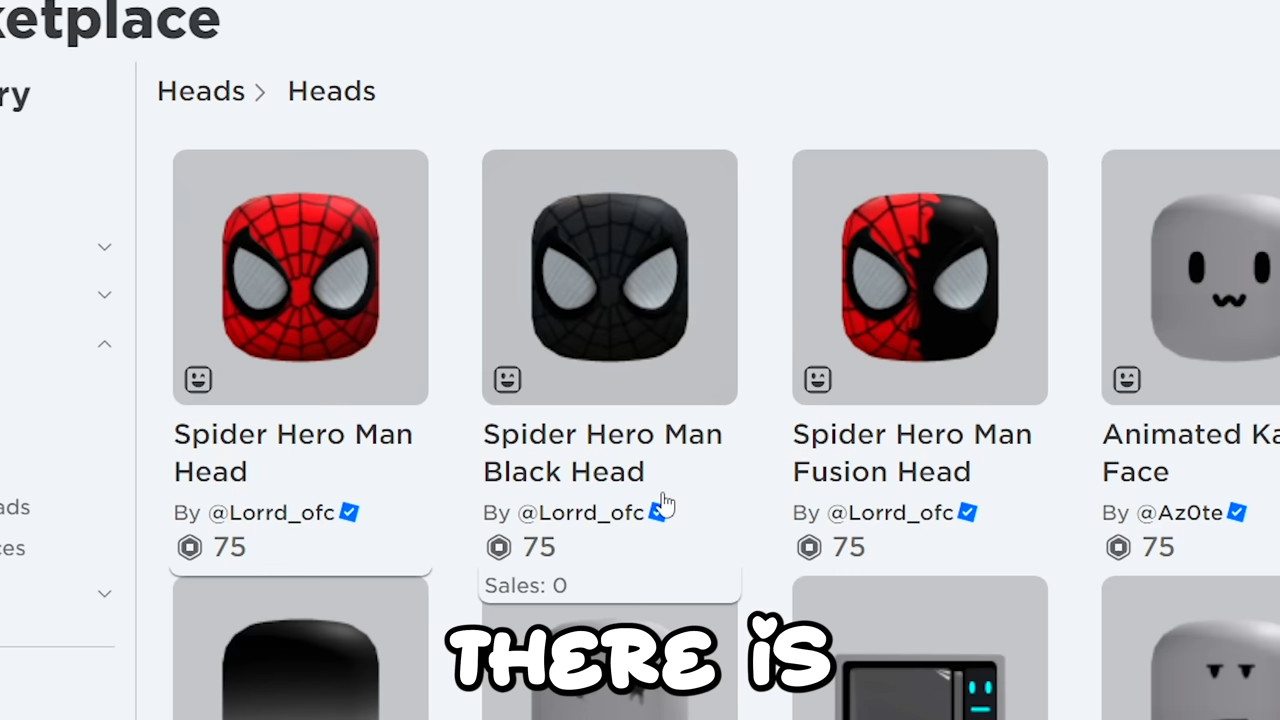 ketplace
ry
Heads > Heads
Spider Hero Man
Head
By @Lorrd_ofc
75
Spider Hero Man
Black Head
By @Lorrd_ofc
75
Sales: 0
Spider Hero Man
Fusion Head
By @Lorrd_ofc
75
Animated Ka
Face
By @Az0te
75
ads
ces
THERE IS